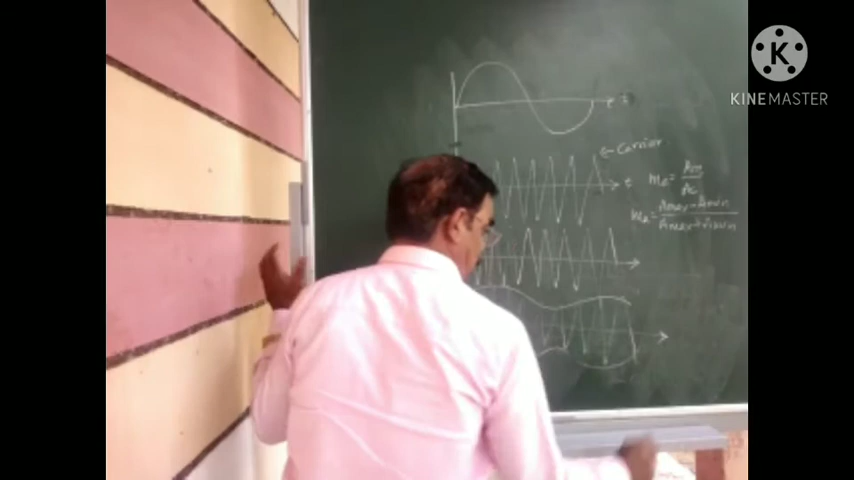 K
KINEMASTER
t
← Carrier
t
ma = Am/Ac
ma = Amax - Amin/Amax + Amin